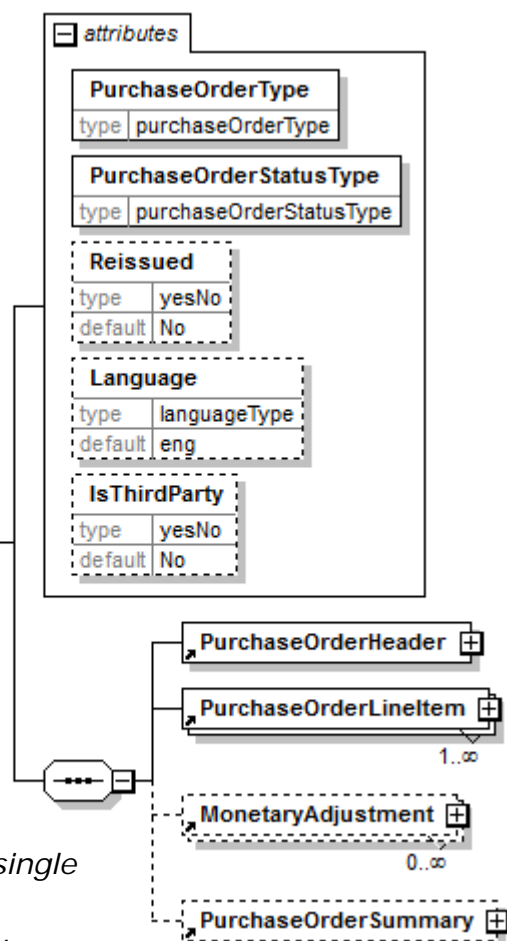 attributes
PurchaseOrderType
type purchaseOrderType
PurchaseOrderStatusType
type purchaseOrderStatusType
Reissued
type yesNo
default No
Language
type languageType
default eng
IsThirdParty
type yesNo
default No
PurchaseOrderHeader
PurchaseOrderLineItem
1..∞
MonetaryAdjustment
0..∞
single
PurchaseOrderSummary